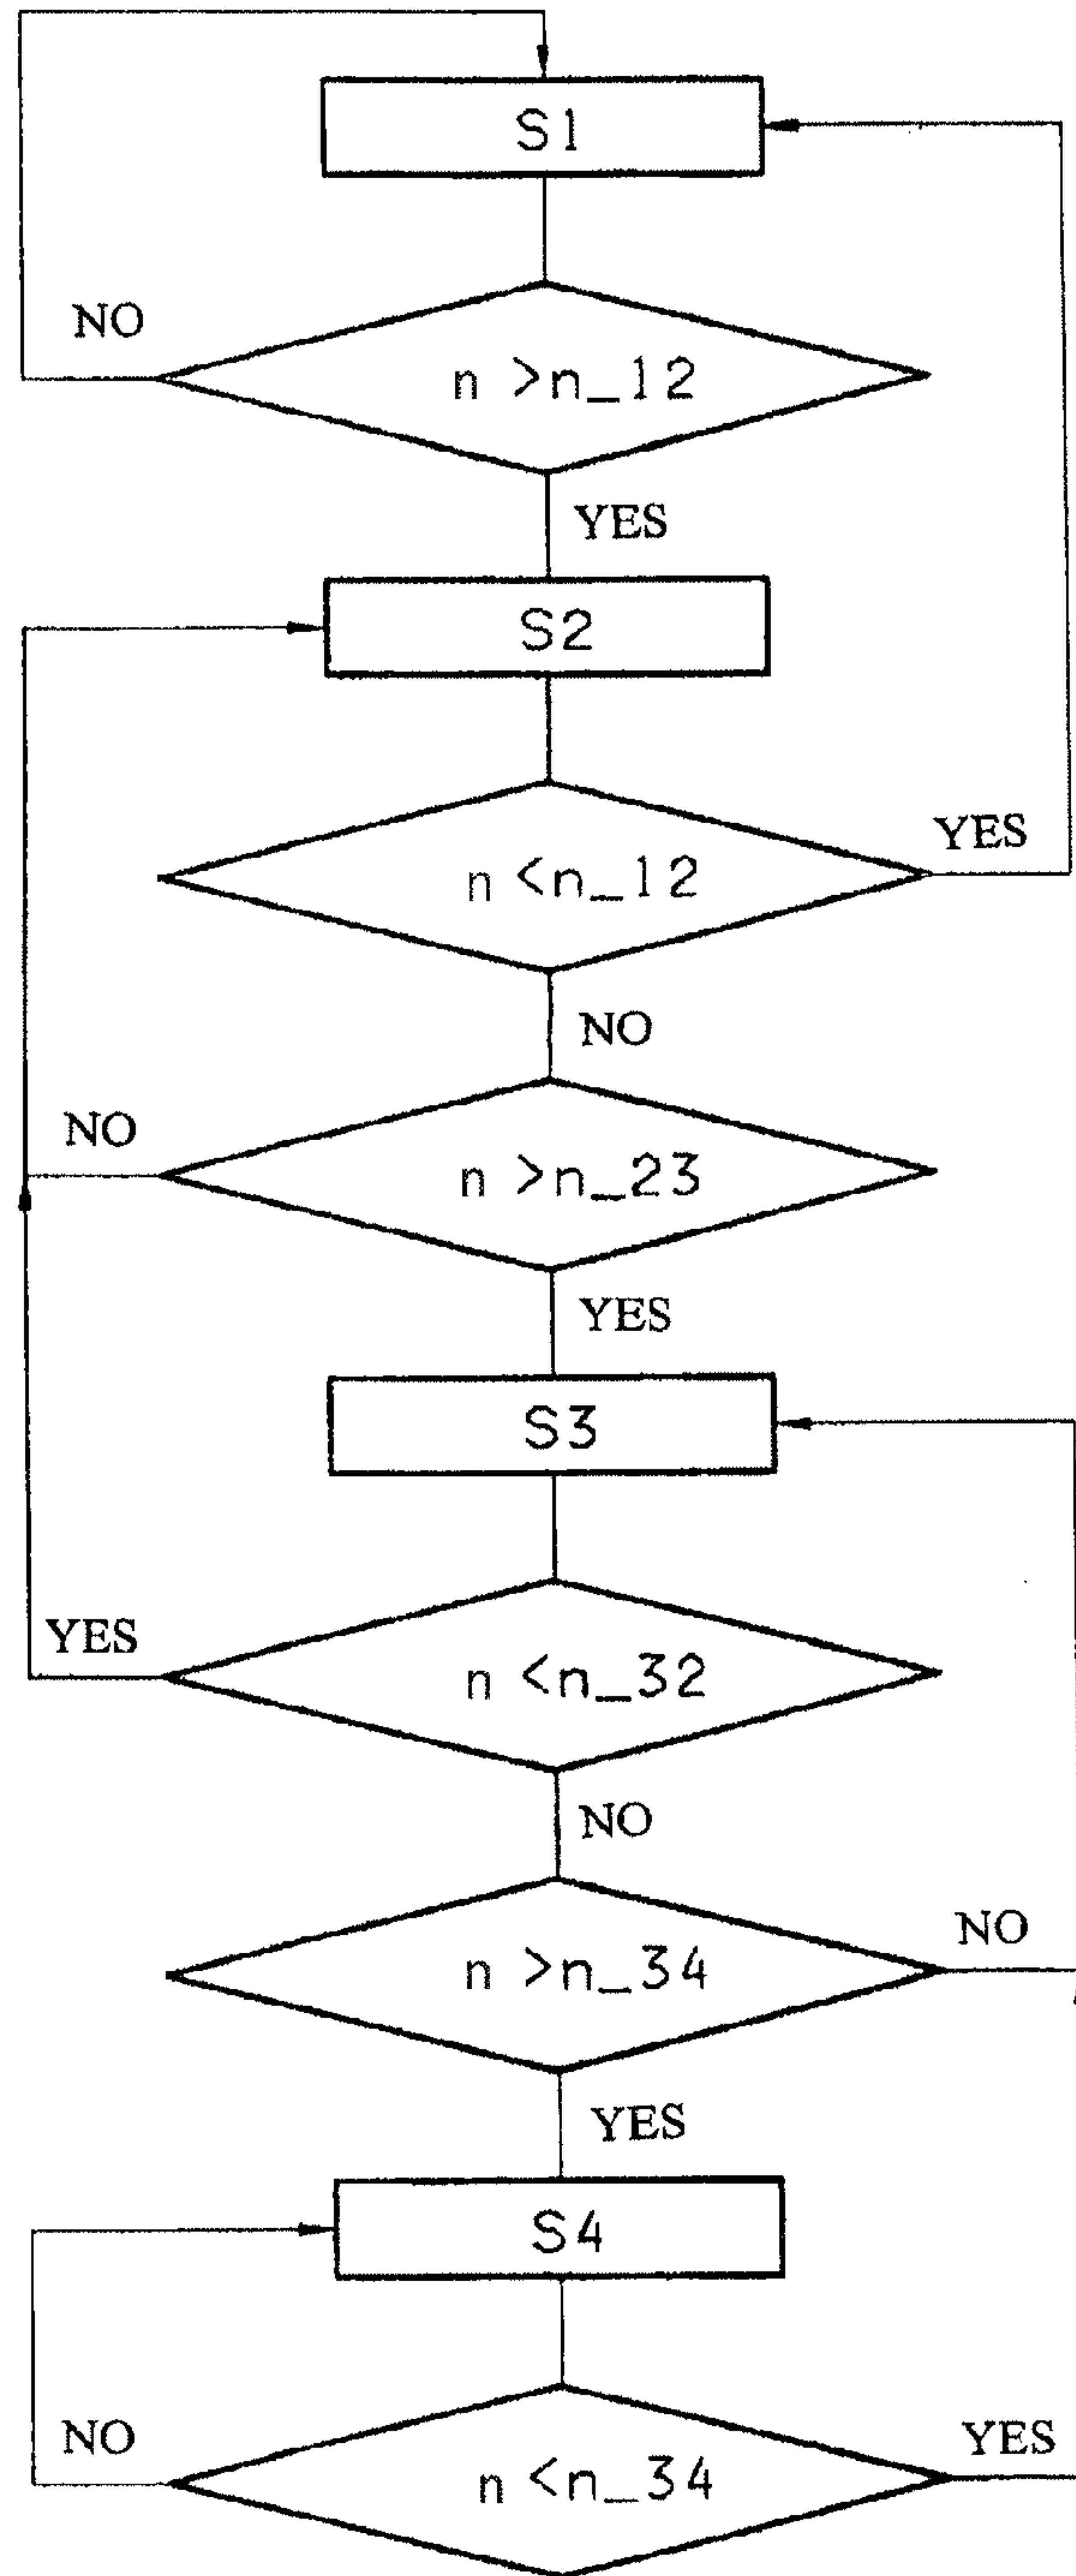 S1
NO
n >n_12
YES
S2
n <n_12
YES
NO
NO
n >n_23
YES
S3
YES
n <n_32
NO
n >n_34
NO
YES
S4
NO
n <n_34
YES